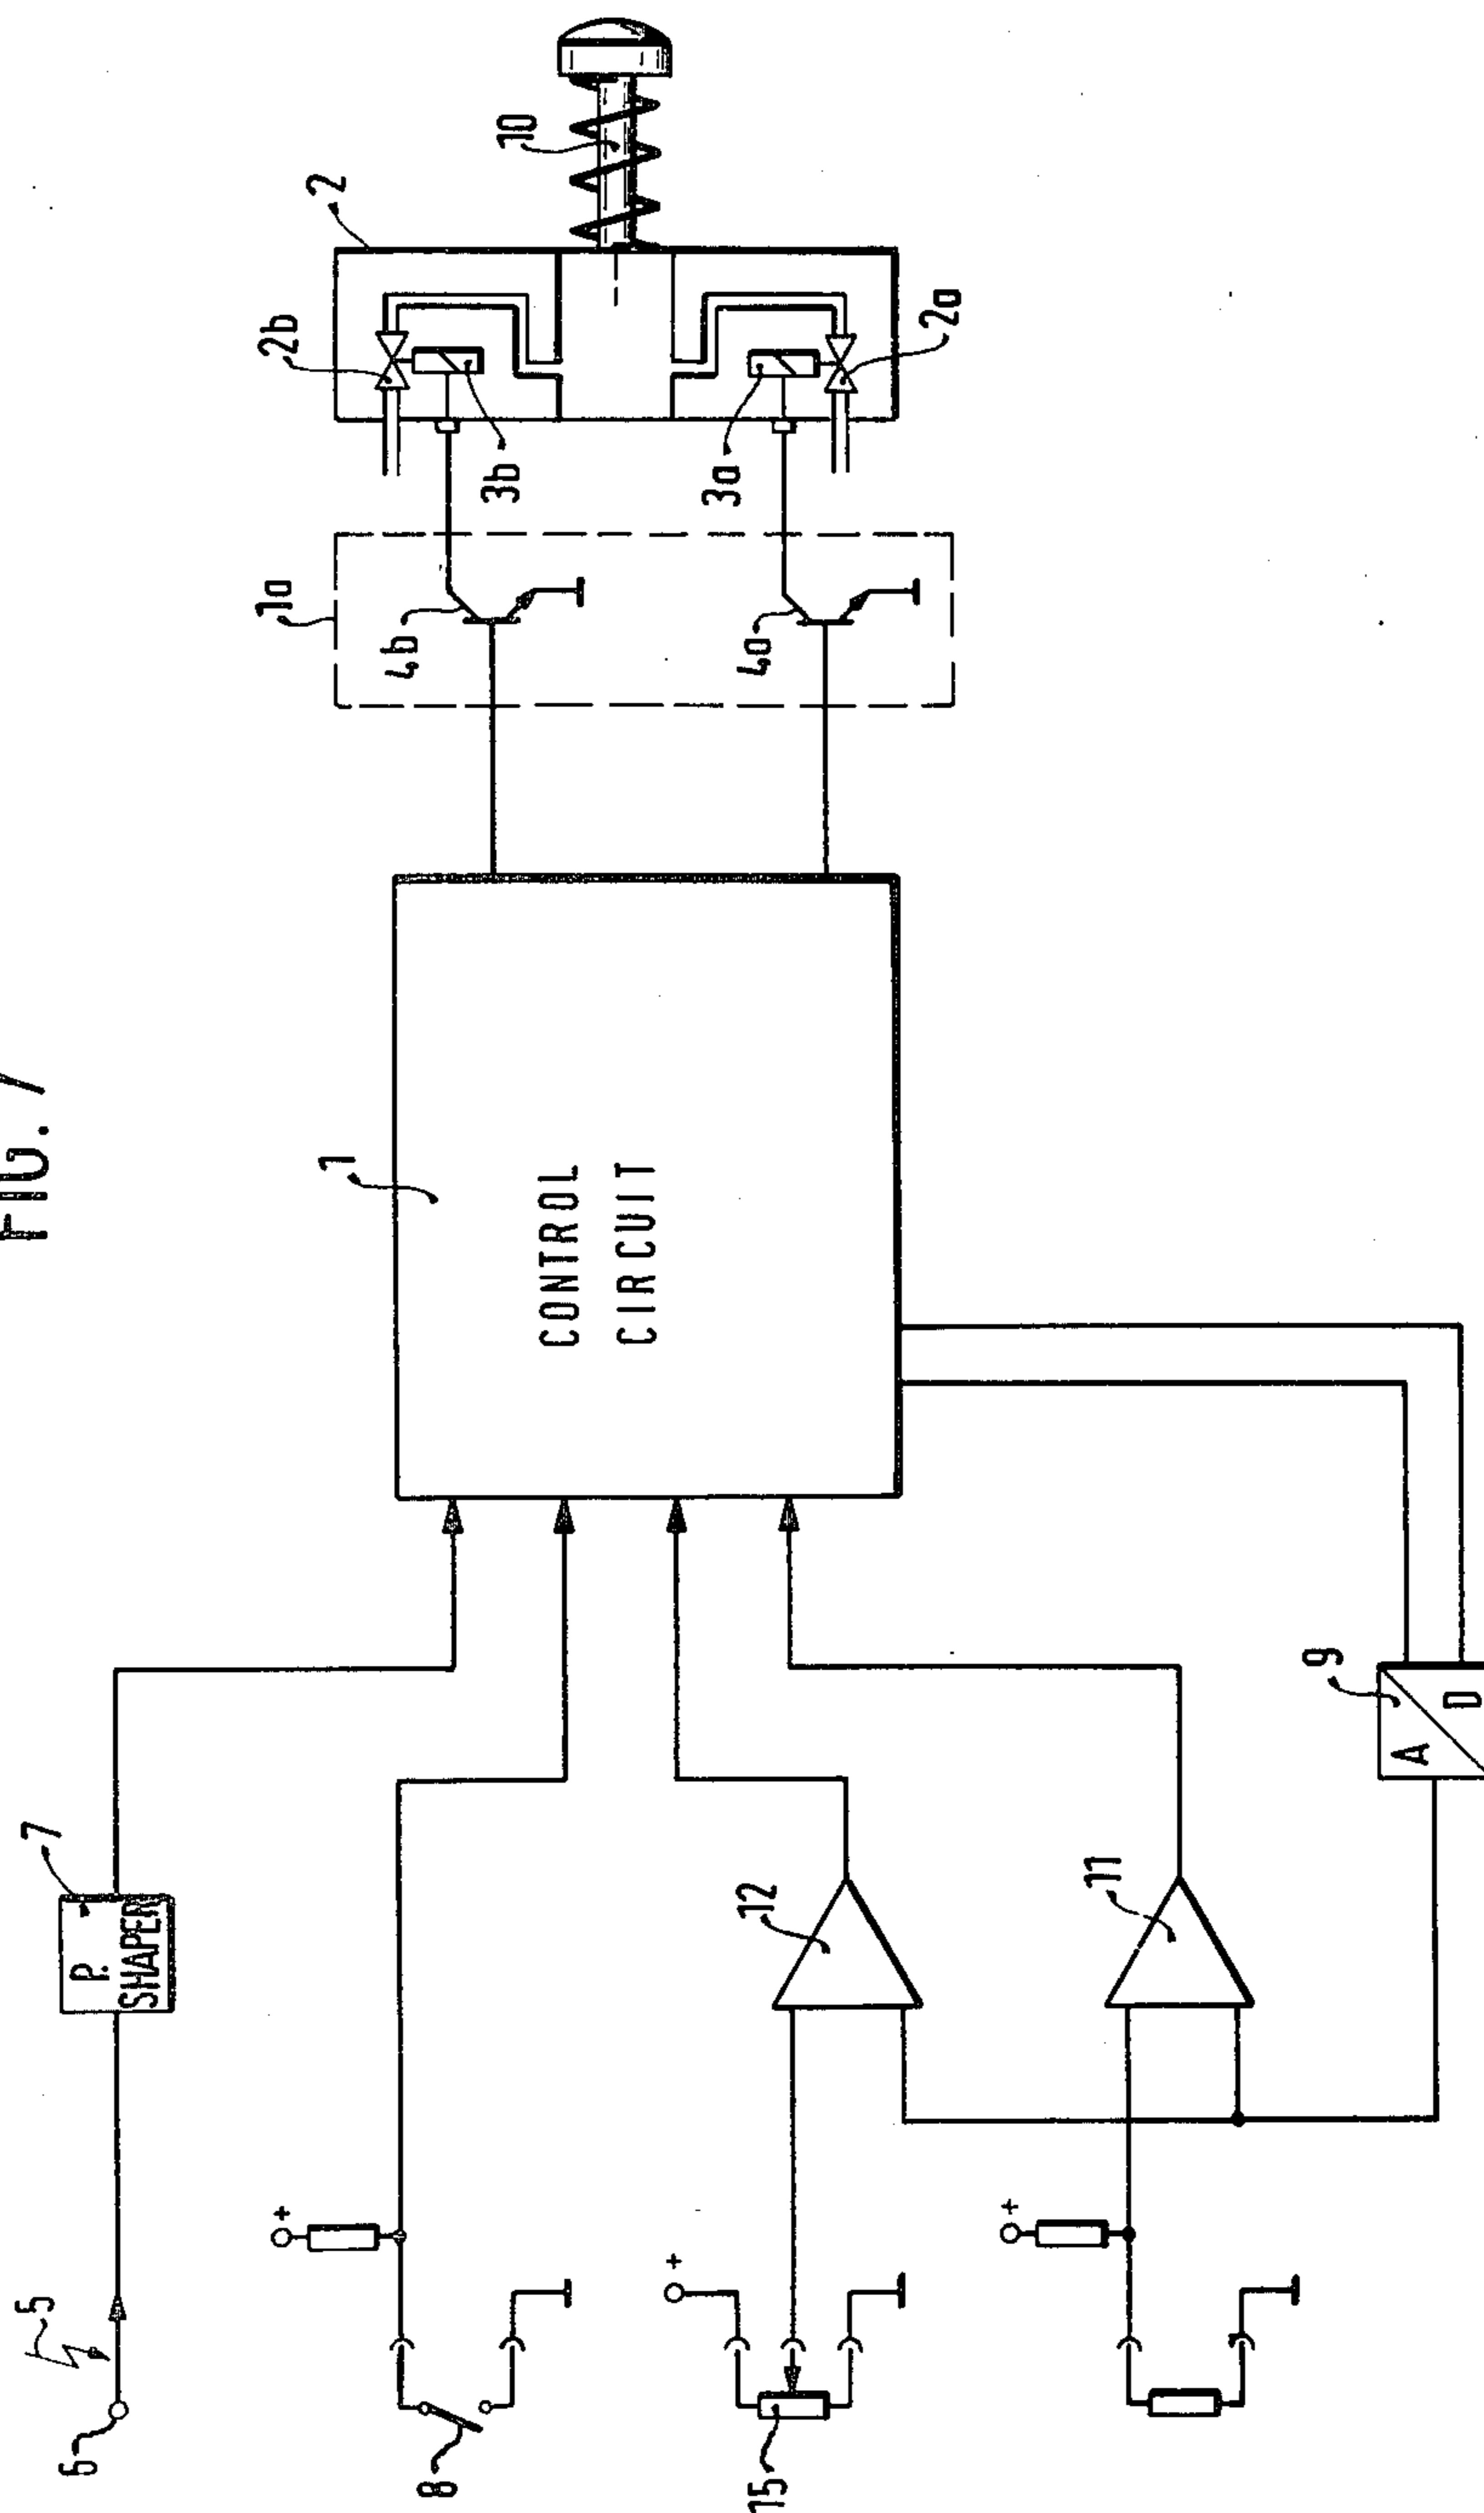 FIG. 1
5
6
7
P.
SHAPER
8
15
12
11
9
A
D
1
CONTROL
CIRCUIT
1a
4b
4a
2
2b
3b
3a
2a
10
+
+
+